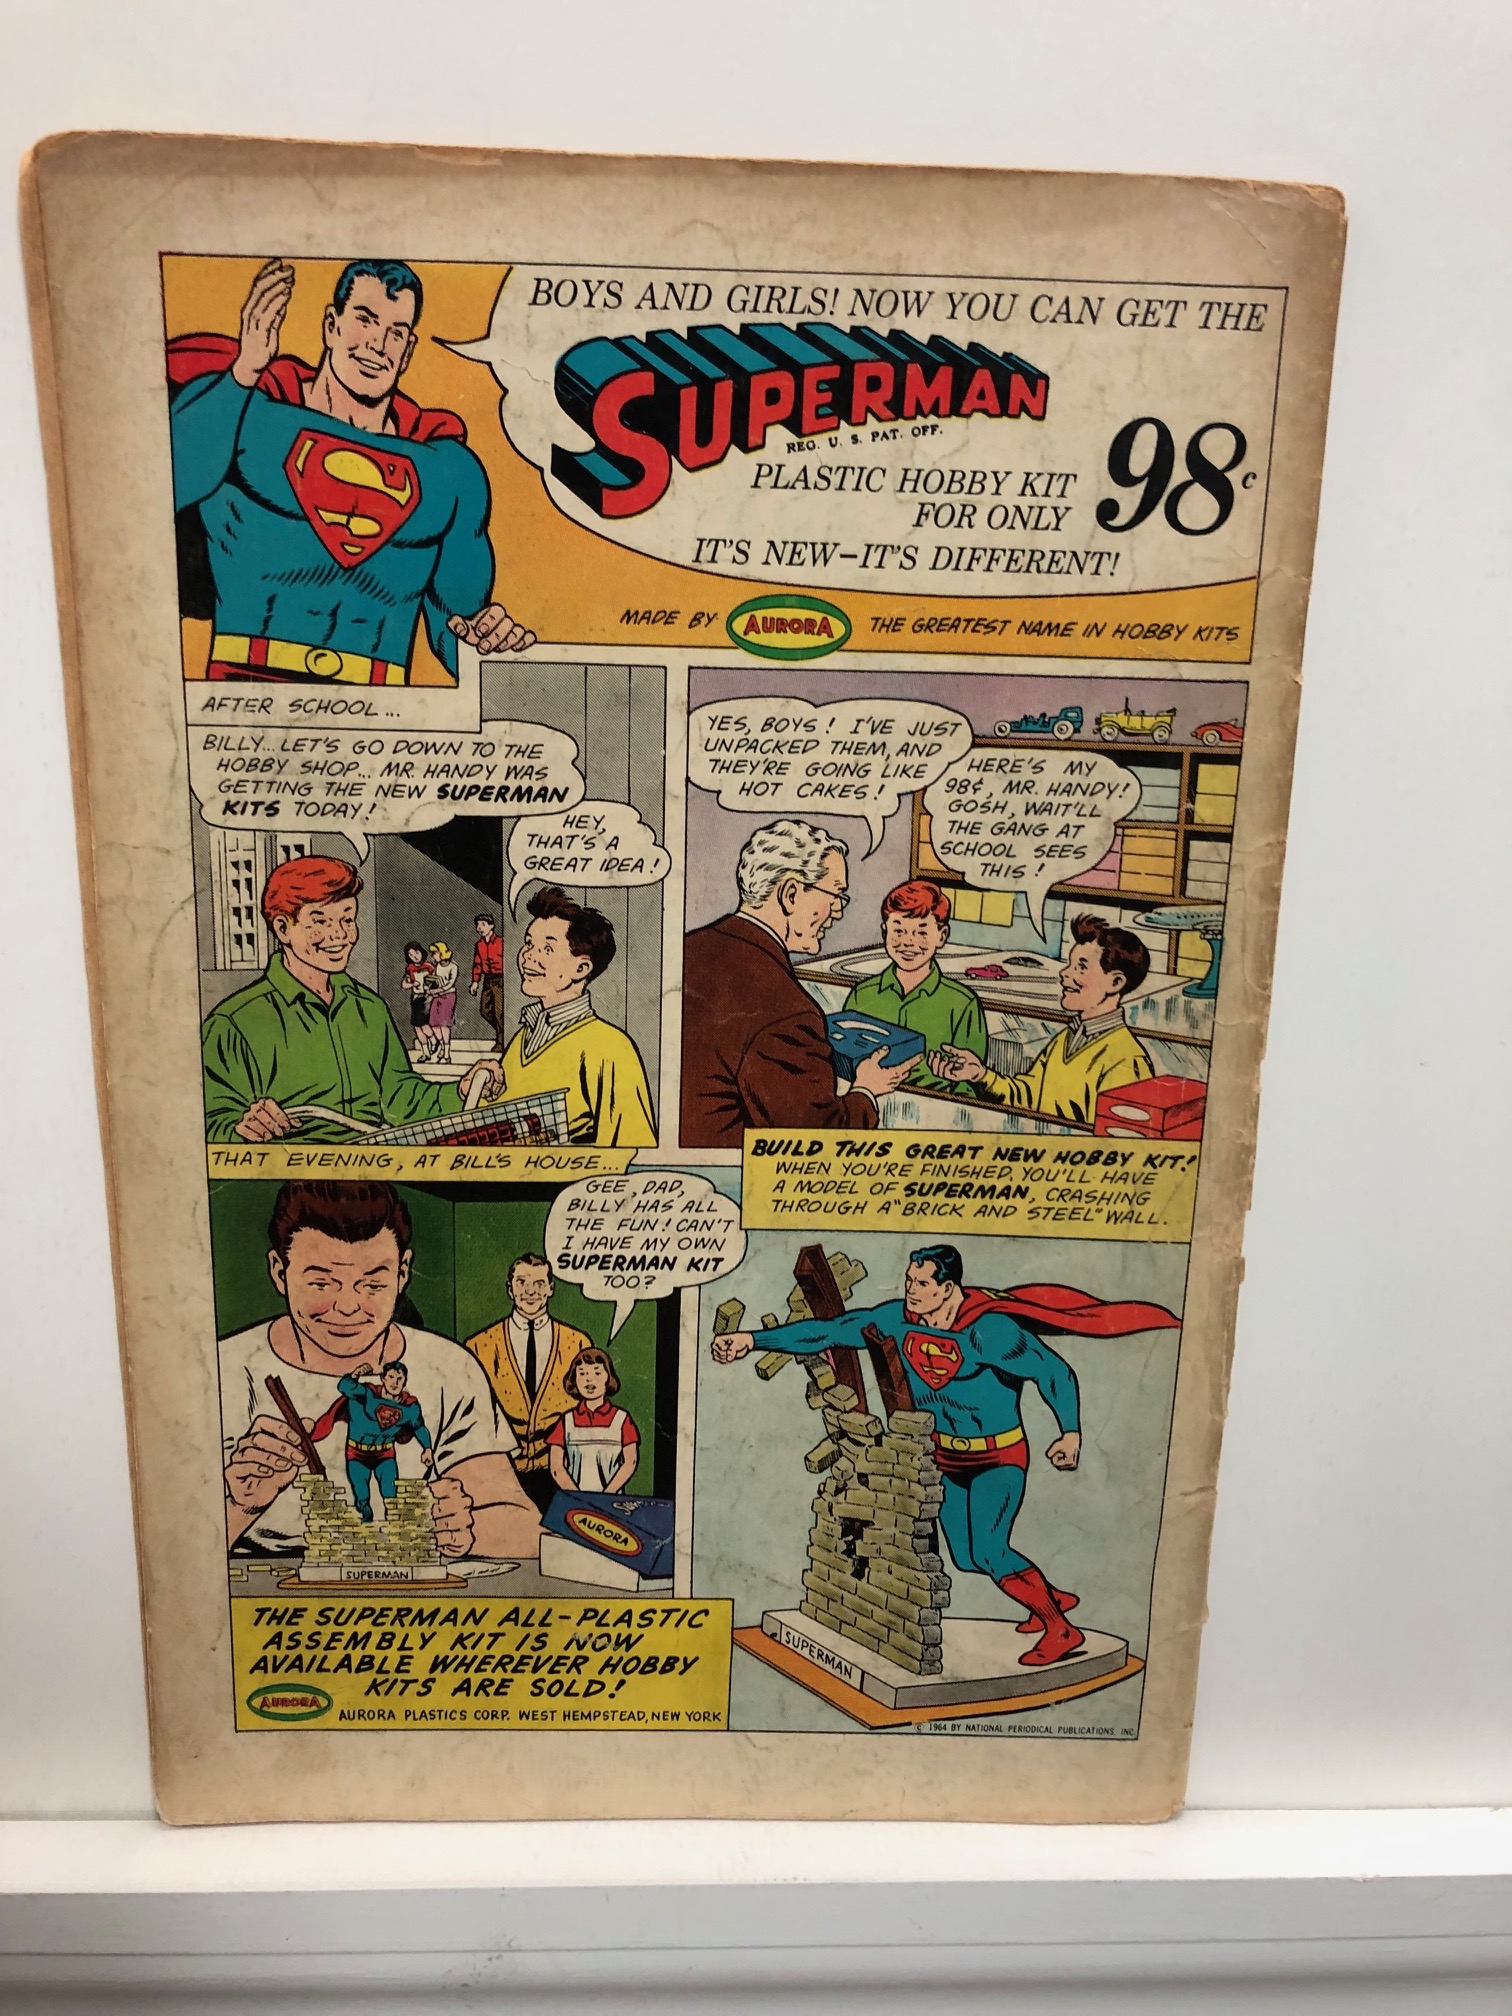 BOYS AND GIRLS! NOW YOU CAN GET THE
SUPERMAN
REG. U. S. PAT. OFF.
PLASTIC HOBBY KIT
FOR ONLY
98c
IT'S NEW—IT'S DIFFERENT!
MADE BY AURORA THE GREATEST NAME IN HOBBY KITS
AFTER SCHOOL...
BILLY... LET'S GO DOWN TO THE
HOBBY SHOP... MR. HANDY WAS
GETTING THE NEW SUPERMAN
KITS TODAY!
HEY,
THAT'S A
GREAT IDEA!
YES, BOYS! I'VE JUST
UNPACKED THEM, AND
THEY'RE GOING LIKE
HOT CAKES!
HERE'S MY
98¢, MR. HANDY!
GOSH, WAIT'LL
THE GANG AT
SCHOOL SEES
THIS!
THAT EVENING, AT BILL'S HOUSE...
GEE, DAD,
BILLY HAS ALL
THE FUN! CAN'T
I HAVE MY OWN
SUPERMAN KIT
TOO?
AURORA
SUPERMAN
BUILD THIS GREAT NEW HOBBY KIT!
WHEN YOU'RE FINISHED, YOU'LL HAVE
A MODEL OF SUPERMAN, CRASHING
THROUGH A "BRICK AND STEEL" WALL.
SUPERMAN
THE SUPERMAN ALL-PLASTIC
ASSEMBLY KIT IS NOW
AVAILABLE WHEREVER HOBBY
KITS ARE SOLD!
AURORA
AURORA PLASTICS CORP. WEST HEMPSTEAD, NEW YORK
© 1964 BY NATIONAL PERIODICAL PUBLICATIONS, INC.